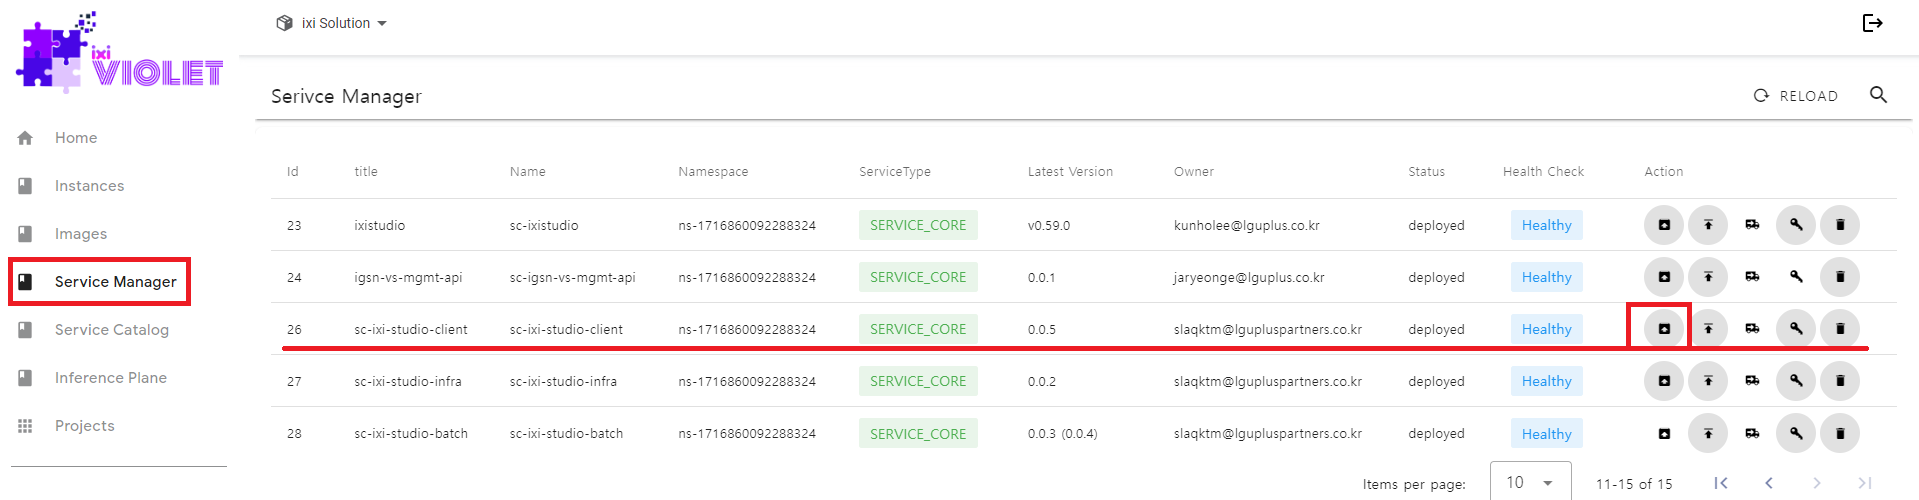 ixi Solution
ixi
VIOLET
Serivce Manager
RELOAD
Home
Instances
Images
Service Manager
Service Catalog
Inference Plane
Projects
Id title Name Namespace ServiceType Latest Version Owner Status Health Check Action
23 ixistudio sc-ixistudio ns-1716860092288324 SERVICE_CORE v0.59.0 kunholee@lguplus.co.kr deployed Healthy
24 igsn-vs-mgmt-api sc-igsn-vs-mgmt-api ns-1716860092288324 SERVICE_CORE 0.0.1 jaryeonge@lguplus.co.kr deployed Healthy
26 sc-ixi-studio-client sc-ixi-studio-client ns-1716860092288324 SERVICE_CORE 0.0.5 slaqktm@lgupluspartners.co.kr deployed Healthy
27 sc-ixi-studio-infra sc-ixi-studio-infra ns-1716860092288324 SERVICE_CORE 0.0.2 slaqktm@lgupluspartners.co.kr deployed Healthy
28 sc-ixi-studio-batch sc-ixi-studio-batch ns-1716860092288324 SERVICE_CORE 0.0.3 (0.0.4) slaqktm@lgupluspartners.co.kr deployed Healthy
Items per page: 10 11-15 of 15